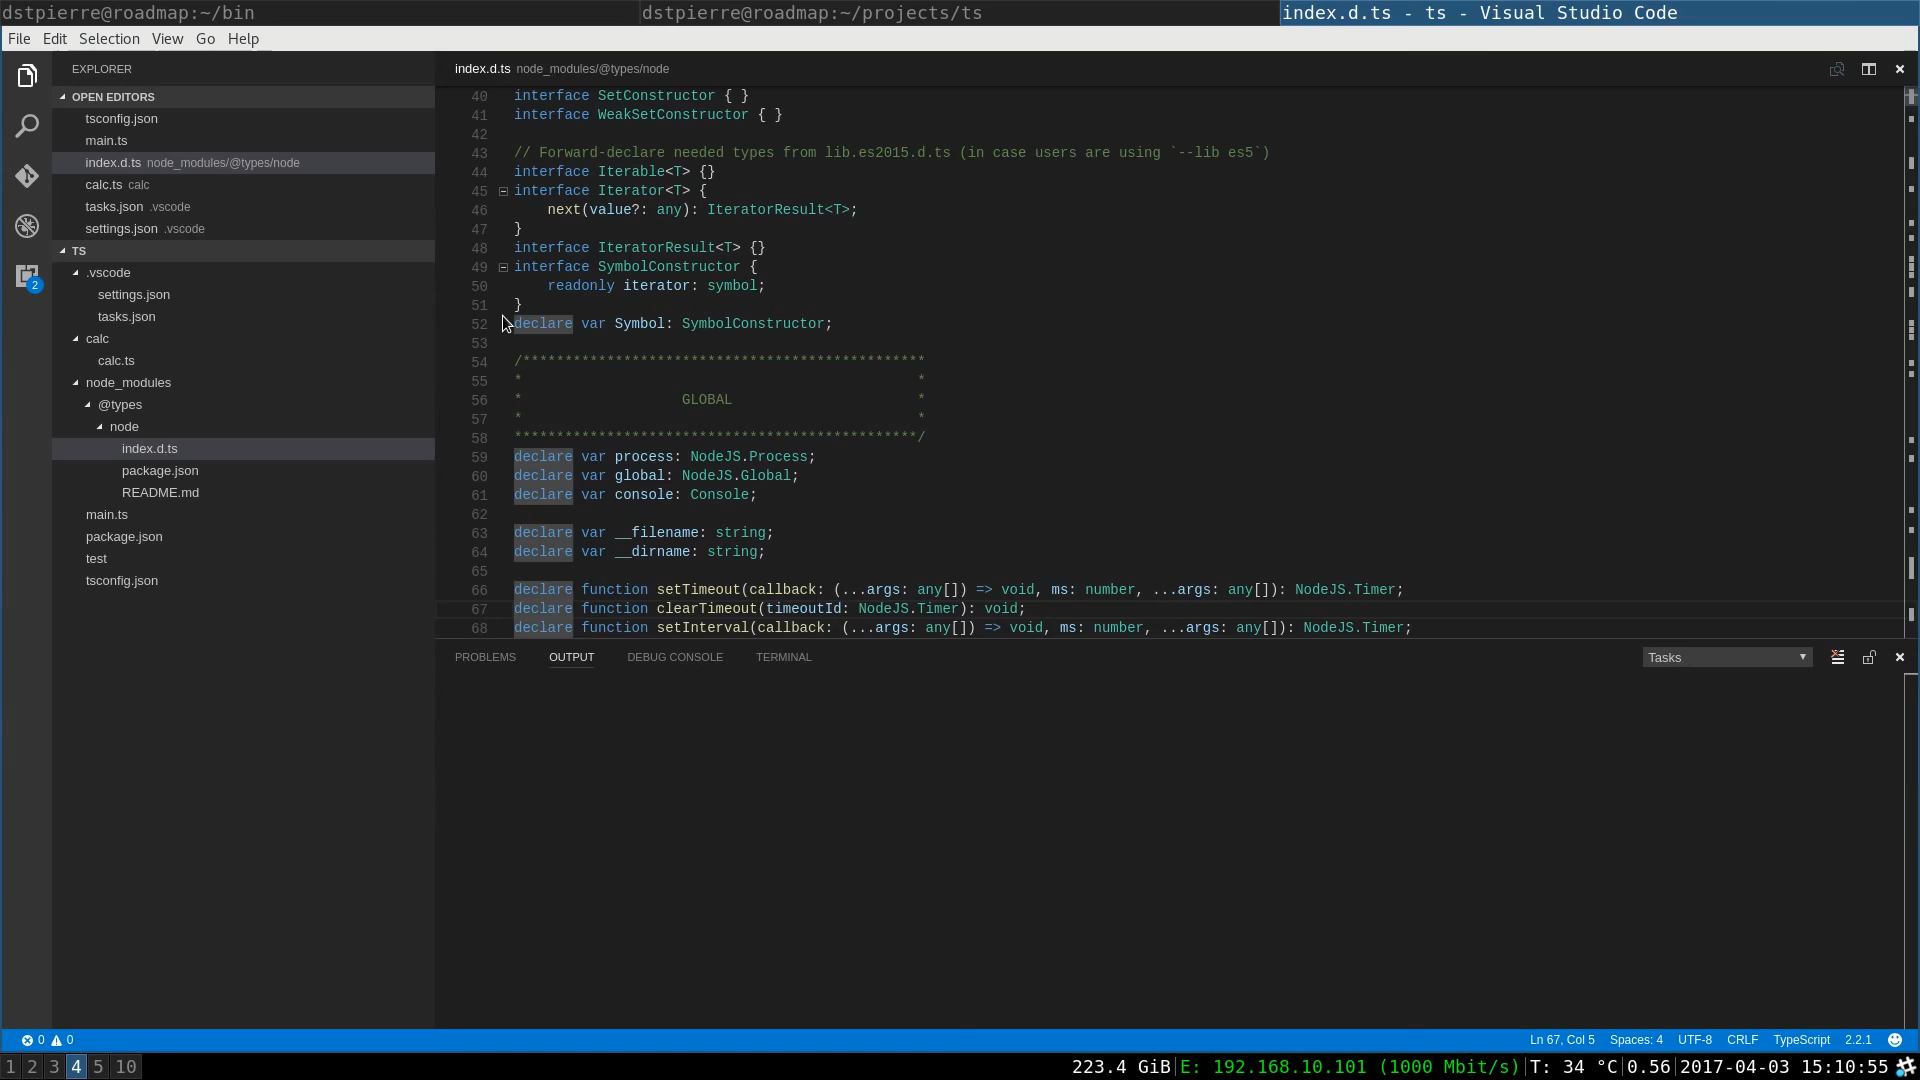 dstpierre@roadmap:~/bin
dstpierre@roadmap:~/projects/ts
index.d.ts - ts - Visual Studio Code
File Edit Selection View Go Help
EXPLORER
OPEN EDITORS
tsconfig.json
main.ts
index.d.ts node_modules/@types/node
calc.ts calc
tasks.json .vscode
settings.json .vscode
TS
.vscode
settings.json
tasks.json
calc
calc.ts
node_modules
@types
node
index.d.ts
package.json
README.md
main.ts
package.json
test
tsconfig.json
2
index.d.ts node_modules/@types/node
40 interface SetConstructor { }
41 interface WeakSetConstructor { }
42
43 // Forward-declare needed types from lib.es2015.d.ts (in case users are using `--lib es5`)
44 interface Iterable<T> {}
45 interface Iterator<T> {
46     next(value?: any): IteratorResult<T>;
47 }
48 interface IteratorResult<T> {}
49 interface SymbolConstructor {
50     readonly iterator: symbol;
51 }
52 declare var Symbol: SymbolConstructor;
53
54 /************************************************
55 *                                                *
56 *                   GLOBAL                       *
57 *                                                *
58 ************************************************/
59 declare var process: NodeJS.Process;
60 declare var global: NodeJS.Global;
61 declare var console: Console;
62
63 declare var __filename: string;
64 declare var __dirname: string;
65
66 declare function setTimeout(callback: (...args: any[]) => void, ms: number, ...args: any[]): NodeJS.Timer;
67 declare function clearTimeout(timeoutId: NodeJS.Timer): void;
68 declare function setInterval(callback: (...args: any[]) => void, ms: number, ...args: any[]): NodeJS.Timer;
PROBLEMS OUTPUT DEBUG CONSOLE TERMINAL
Tasks
0 0
Ln 67, Col 5 Spaces: 4 UTF-8 CRLF TypeScript 2.2.1
1 2 3 4 5 10
223.4 GiB|E: 192.168.10.101 (1000 Mbit/s)|T: 34 °C|0.56|2017-04-03 15:10:55